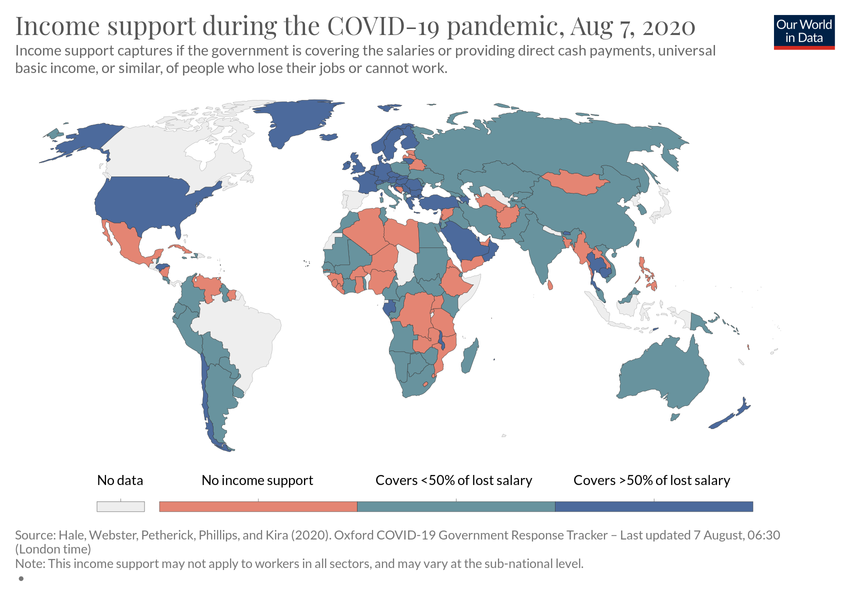 Income support during the COVID-19 pandemic, Aug 7, 2020
Our World
in Data
Income support captures if the government is covering the salaries or providing direct cash payments, universal
basic income, or similar, of people who lose their jobs or cannot work.
No data
No income support
Covers <50% of lost salary
Covers >50% of lost salary
Source: Hale, Webster, Petherick, Phillips, and Kira (2020). Oxford COVID-19 Government Response Tracker – Last updated 7 August, 06:30
(London time)
Note: This income support may not apply to workers in all sectors, and may vary at the sub-national level.
•